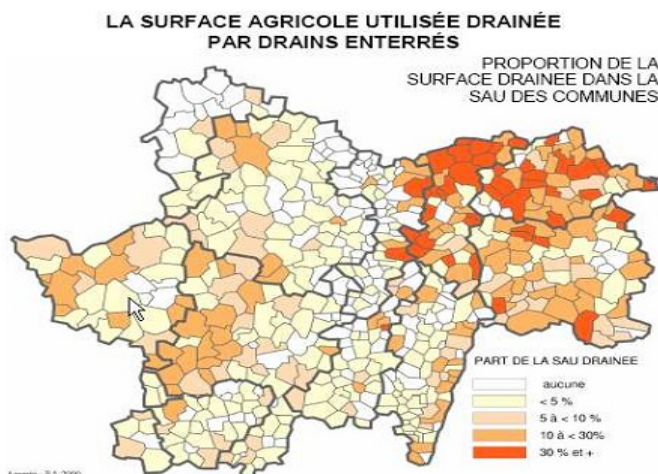 LA SURFACE AGRICOLE UTILISÉE DRAINÉE
PAR DRAINS ENTERRÉS
PROPORTION DE LA
SURFACE DRAINEE DANS LA
SAU DES COMMUNES
PART DE LA SAU DRAINEE
aucune
< 5 %
5 à < 10 %
10 à < 30%
30 % et +